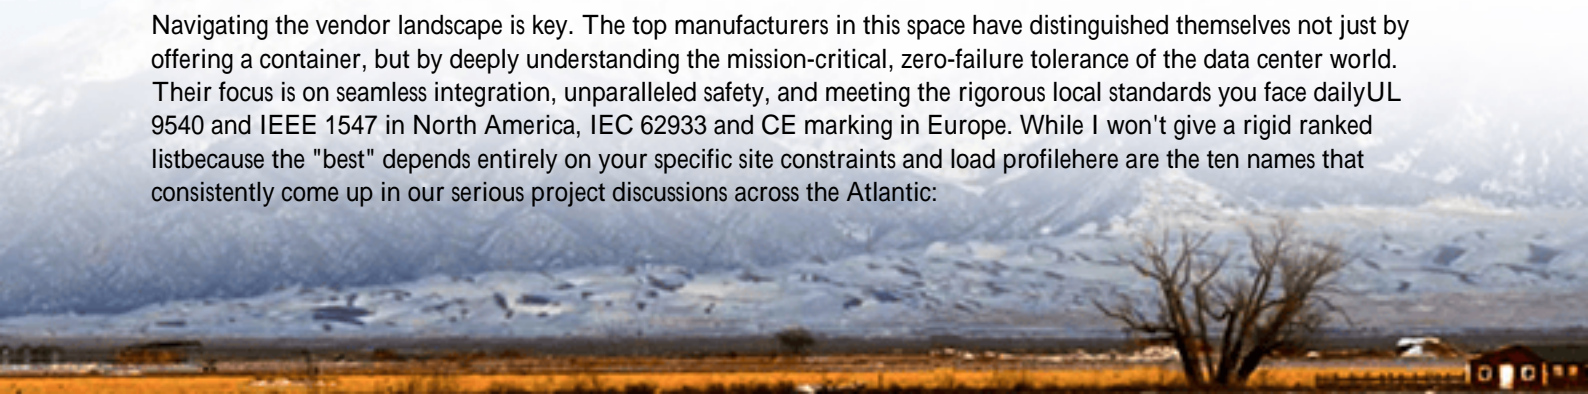 Navigating the vendor landscape is key. The top manufacturers in this space have distinguished themselves not just by
offering a container, but by deeply understanding the mission-critical, zero-failure tolerance of the data center world.
Their focus is on seamless integration, unparalleled safety, and meeting the rigorous local standards you face dailyUL
9540 and IEEE 1547 in North America, IEC 62933 and CE marking in Europe. While I won't give a rigid ranked
listbecause the "best" depends entirely on your specific site constraints and load profilehere are the ten names that
consistently come up in our serious project discussions across the Atlantic: